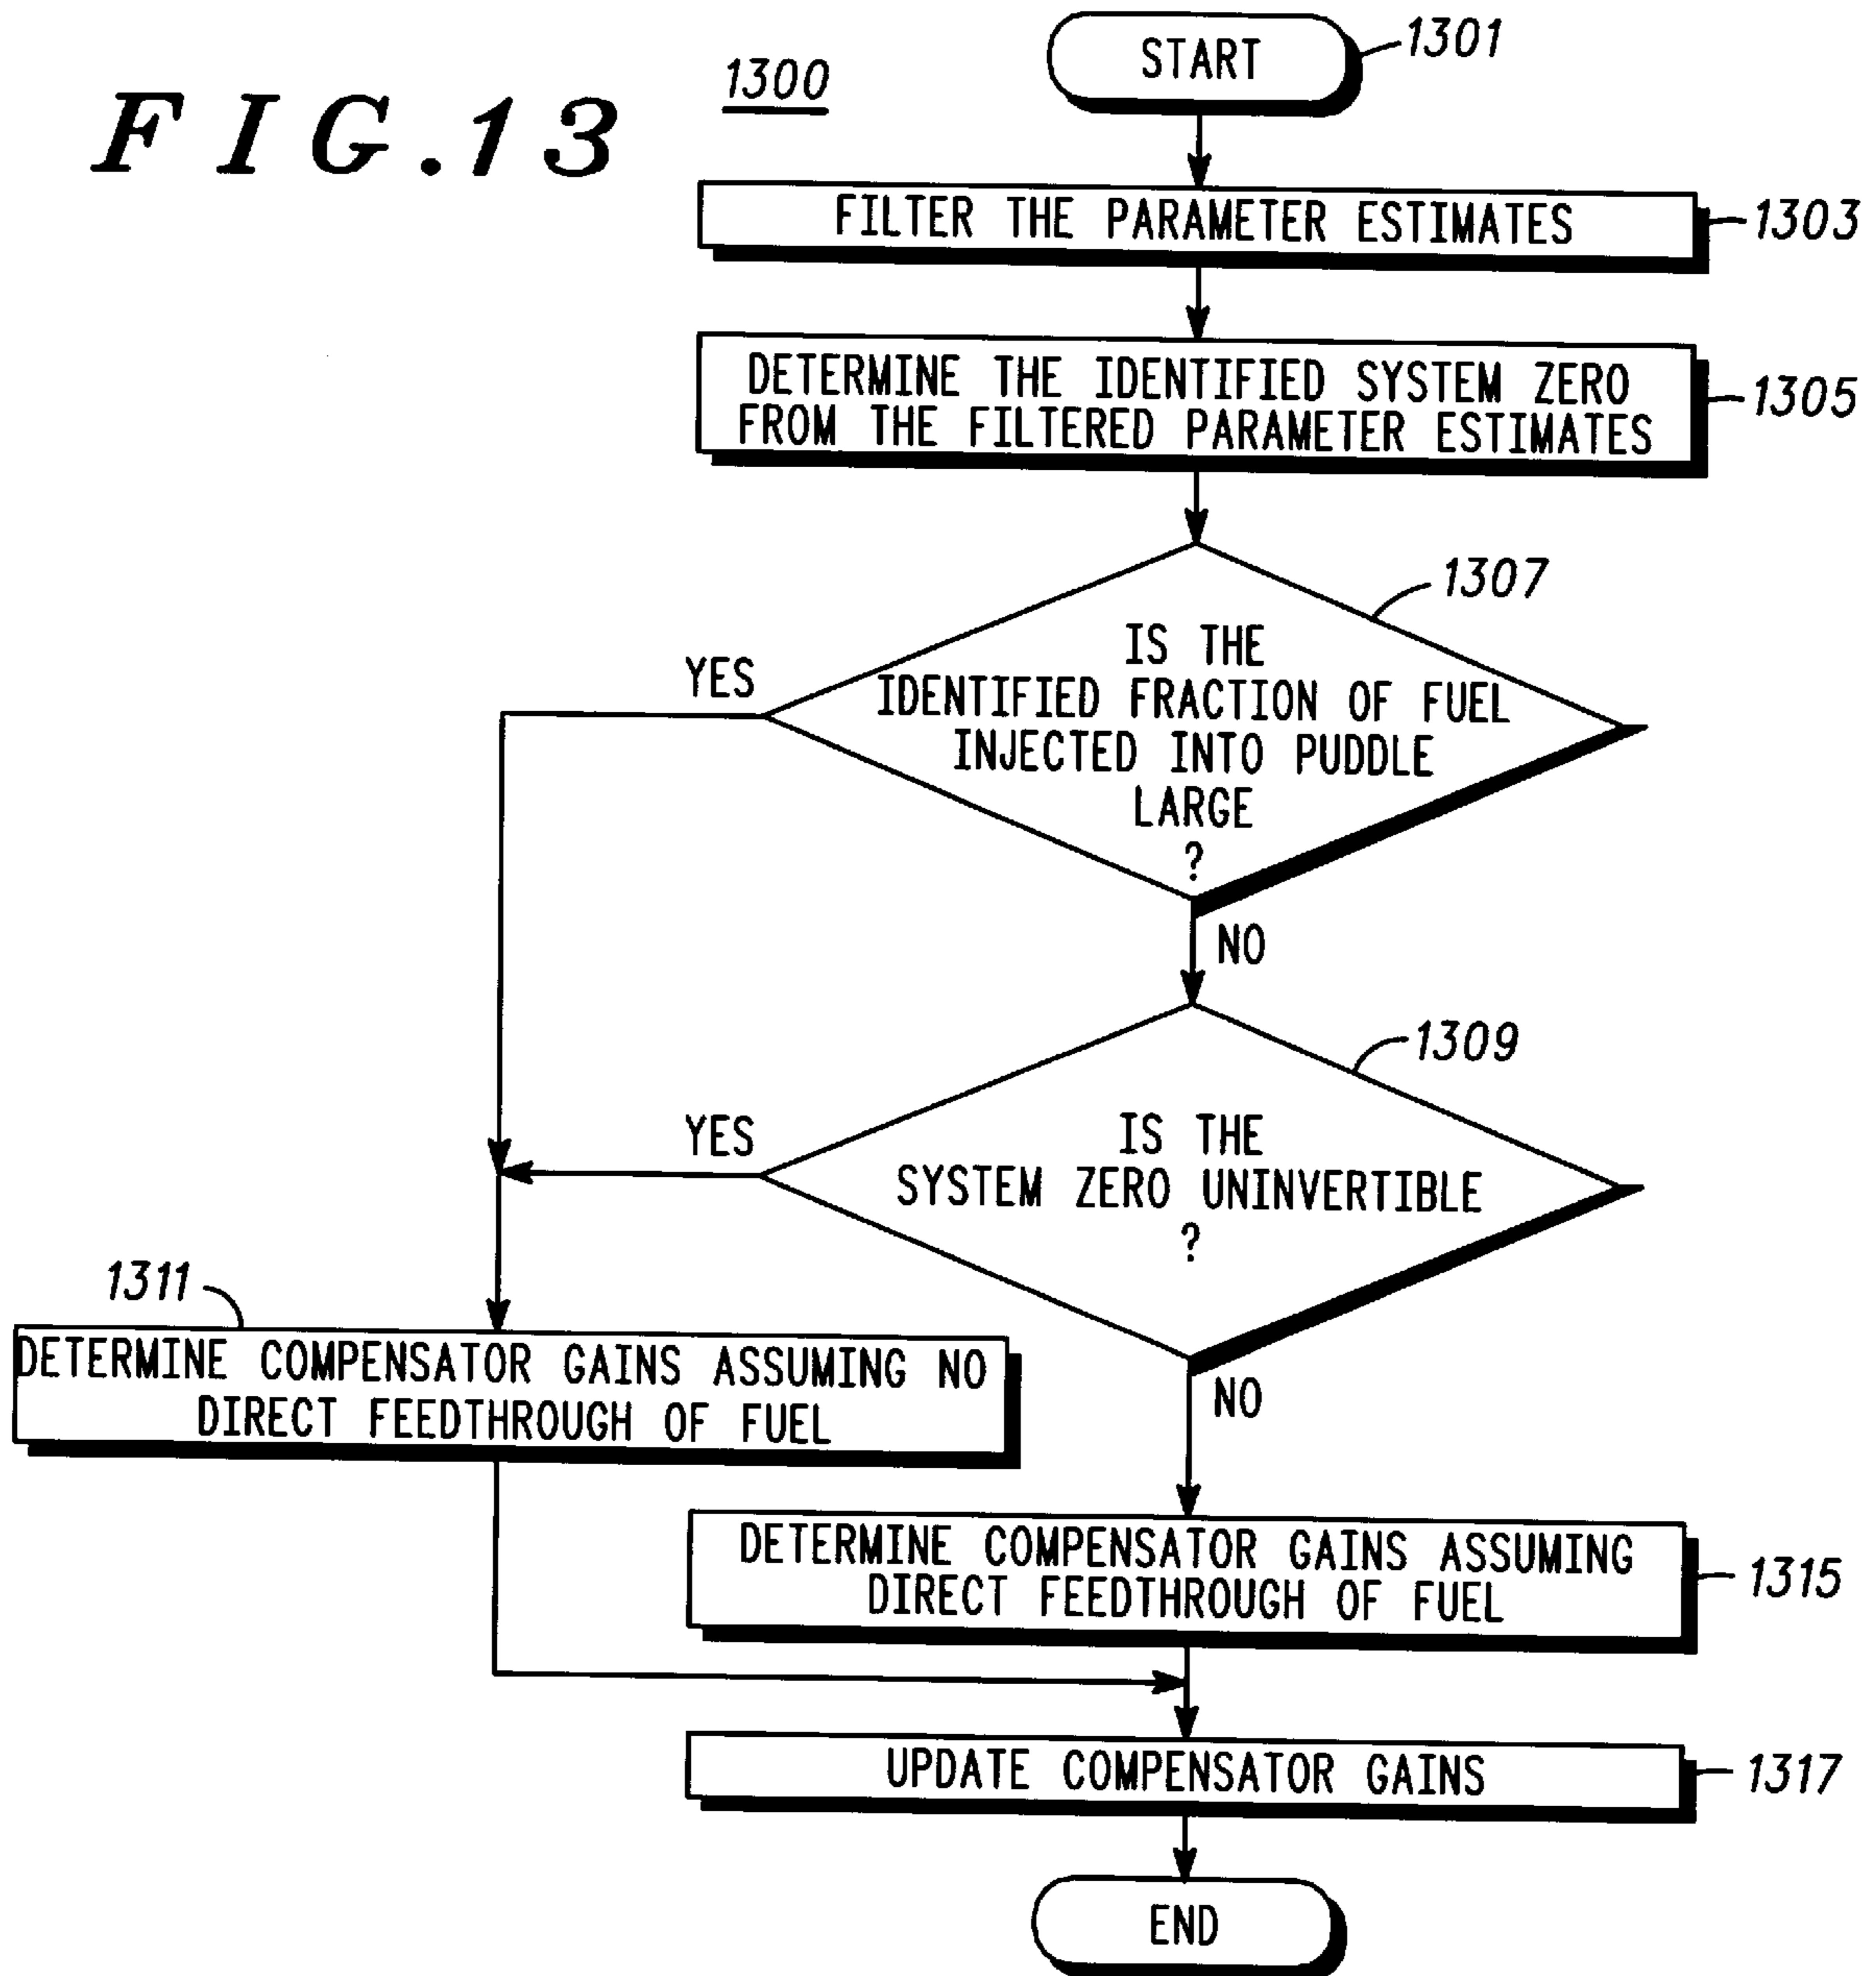 FIG.13
1300
START
1301
FILTER THE PARAMETER ESTIMATES
1303
DETERMINE THE IDENTIFIED SYSTEM ZERO
FROM THE FILTERED PARAMETER ESTIMATES
1305
1307
IS THE
IDENTIFIED FRACTION OF FUEL
INJECTED INTO PUDDLE
LARGE
?
YES
NO
1309
IS THE
SYSTEM ZERO UNINVERTIBLE
?
YES
NO
1311
DETERMINE COMPENSATOR GAINS ASSUMING NO
DIRECT FEEDTHROUGH OF FUEL
DETERMINE COMPENSATOR GAINS ASSUMING
DIRECT FEEDTHROUGH OF FUEL
1315
UPDATE COMPENSATOR GAINS
1317
END